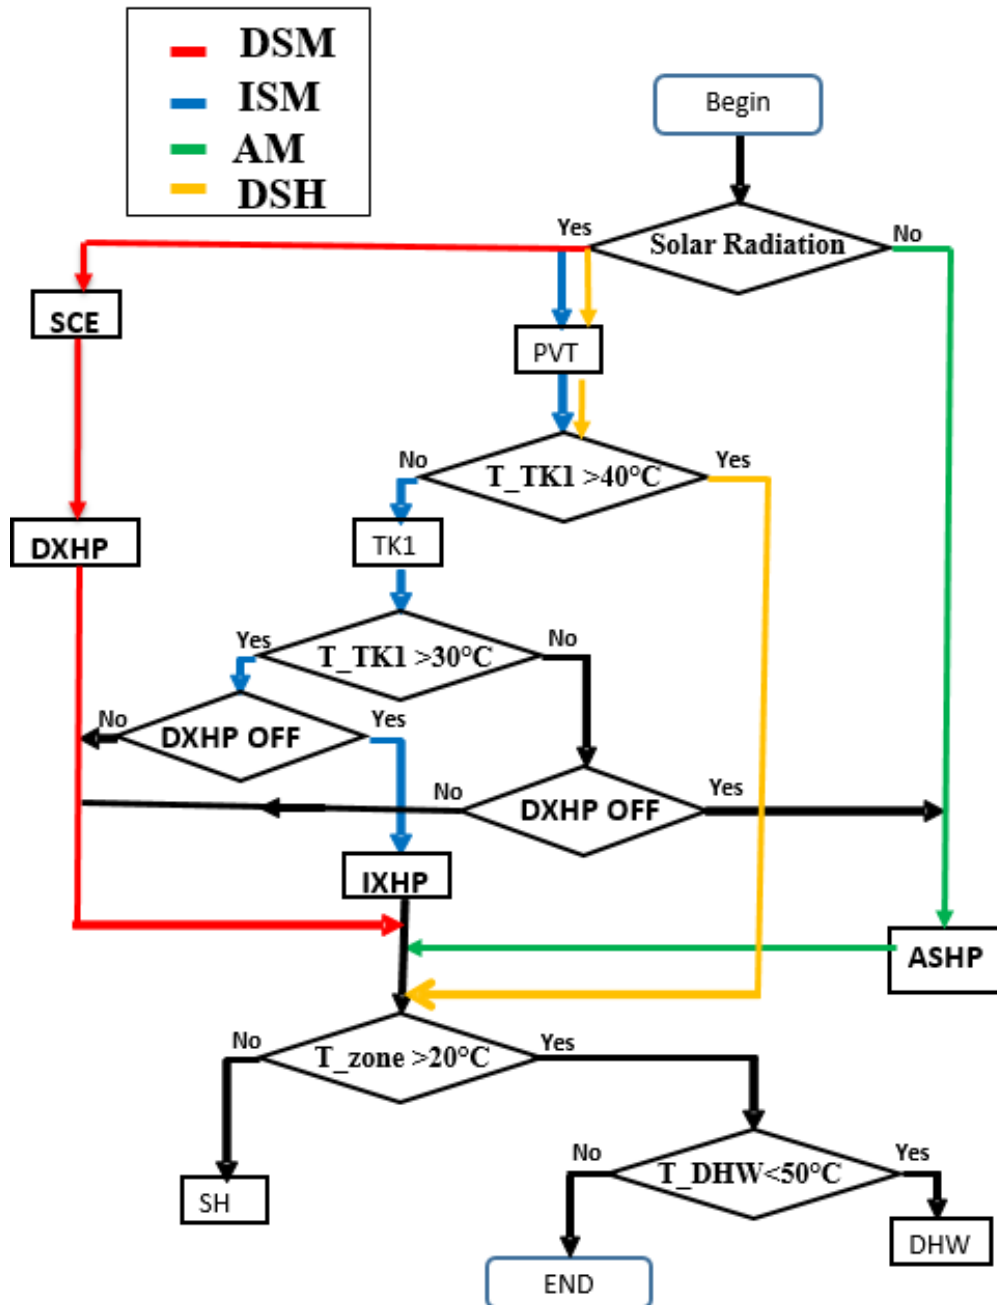 DSM
ISM
AM
DSH
Begin
Yes
Solar Radiation
No
SCE
PVT
No
T_TK1 >40°C
Yes
DXHP
TK1
Yes
T_TK1 >30°C
No
No
DXHP OFF
Yes
No
DXHP OFF
Yes
IXHP
ASHP
No
T_zone >20°C
Yes
No
T_DHW<50°C
Yes
SH
DHW
END